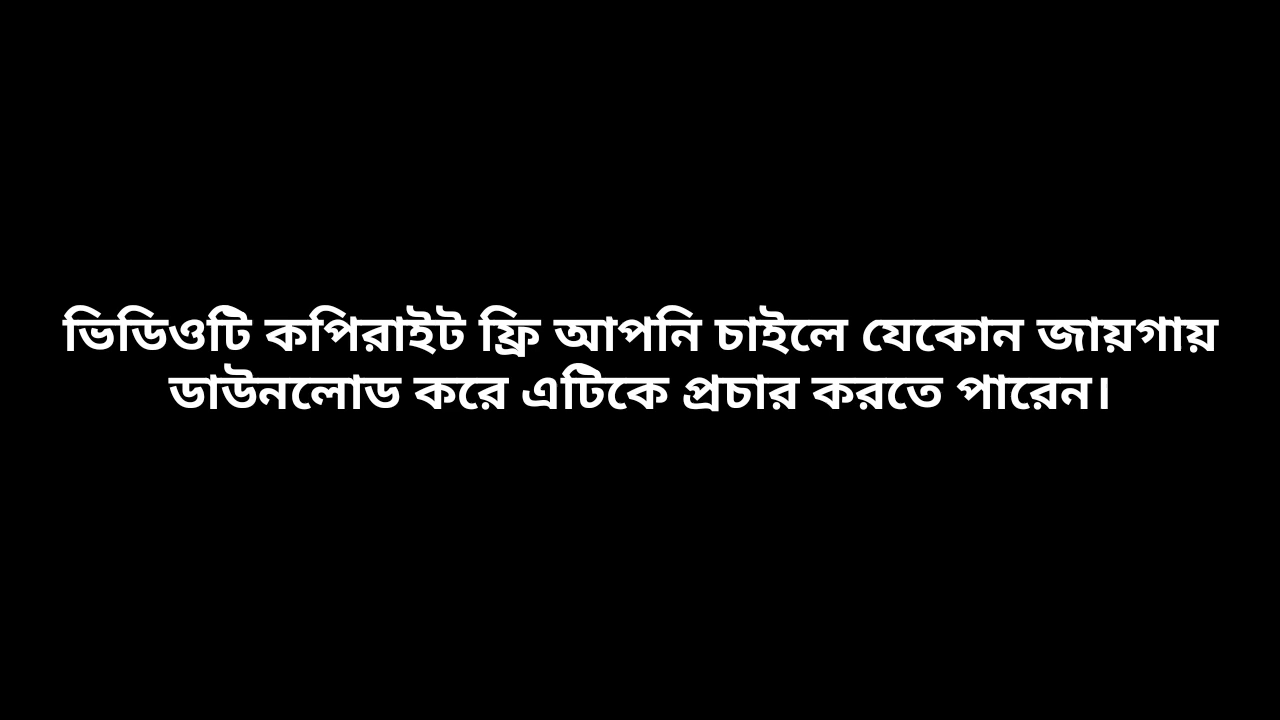 ভিডিওটি কপিরাইট ফ্রি আপনি চাইলে যেকোন জায়গায়
ডাউনলোড করে এটিকে প্রচার করতে পারেন।